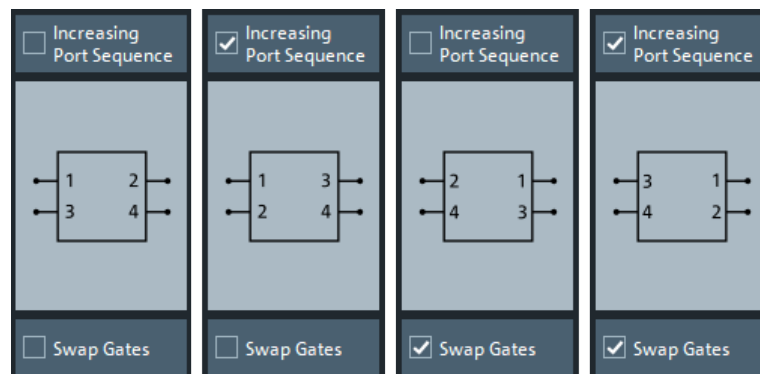 Increasing
Port Sequence
1 2
3 4
Swap Gates
Increasing
Port Sequence
1 3
2 4
Swap Gates
Increasing
Port Sequence
2 1
4 3
Swap Gates
Increasing
Port Sequence
3 1
4 2
Swap Gates